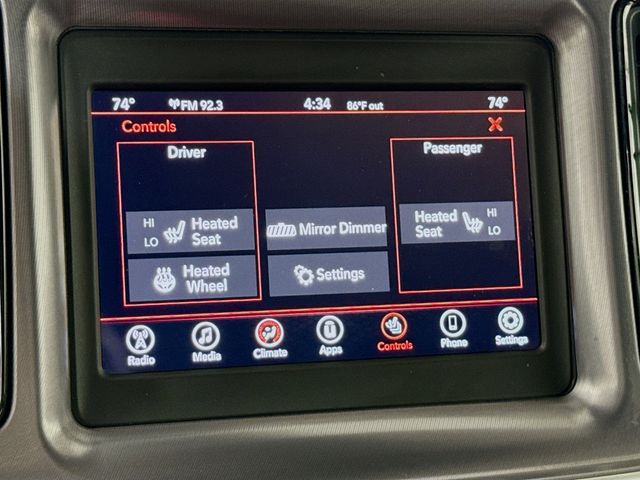 74° FM 92.3 4:34 86°F out 74°
Controls
Driver
Passenger
HI
LO
Heated
Seat
Mirror Dimmer
Heated
Seat
HI
LO
Heated
Wheel
Settings
Radio Media Climate Apps Controls Phone Settings